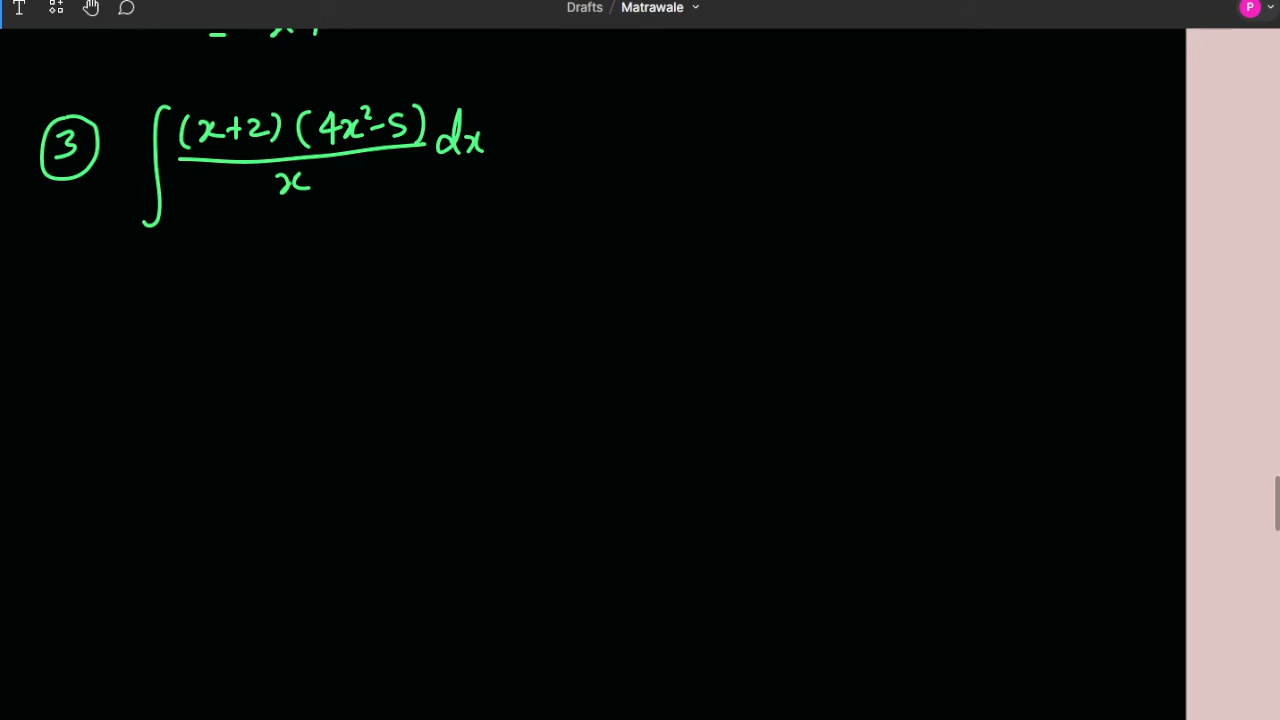 Drafts / Matrawale
P
③ ∫ (x+2)(4x²-5)/x dx